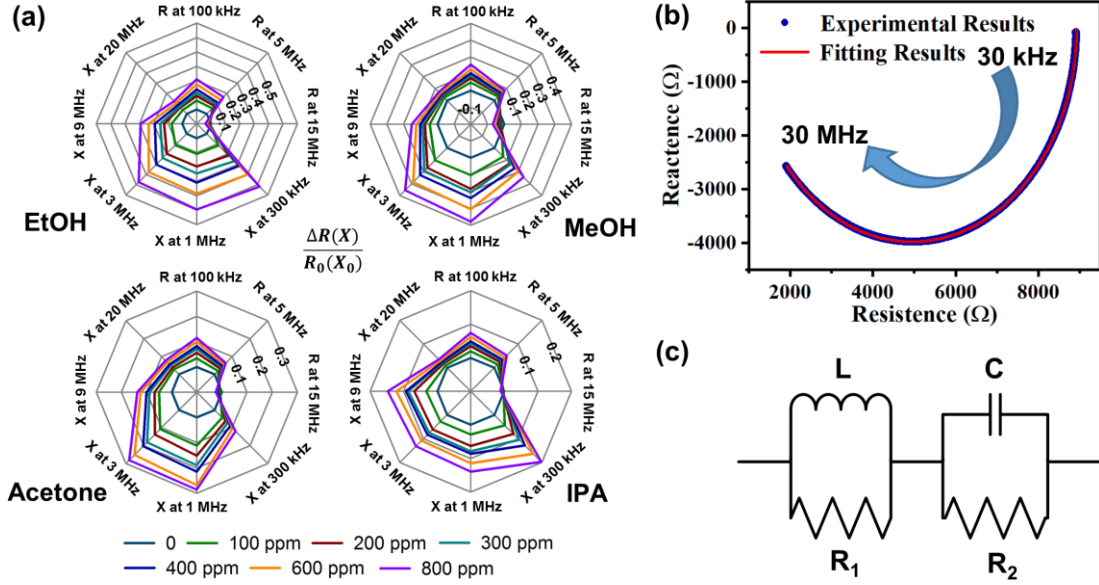 (a)
R at 100 kHz
R at 5 MHz
R at 15 MHz
X at 300 kHz
X at 1 MHz
X at 3 MHz
X at 9 MHz
X at 20 MHz
0.1
0.2
0.3
0.4
0.5
EtOH
R at 100 kHz
R at 5 MHz
R at 15 MHz
X at 300 kHz
X at 1 MHz
X at 3 MHz
X at 9 MHz
X at 20 MHz
-0.1
0.1
0.2
0.3
0.4
MeOH
ΔR(X)
R₀(X₀)
R at 100 kHz
R at 5 MHz
R at 15 MHz
X at 300 kHz
X at 1 MHz
X at 3 MHz
X at 9 MHz
X at 20 MHz
0.1
0.2
0.3
Acetone
R at 100 kHz
R at 5 MHz
R at 15 MHz
X at 300 kHz
X at 1 MHz
X at 3 MHz
X at 9 MHz
X at 20 MHz
0.1
0.2
IPA
0 100 ppm 200 ppm 300 ppm
400 ppm 600 ppm 800 ppm
(b)
Experimental Results
Fitting Results
30 kHz
30 MHz
0
-1000
-2000
-3000
-4000
Reactence (Ω)
2000 4000 6000 8000
Resistence (Ω)
(c)
L
C
R₁
R₂